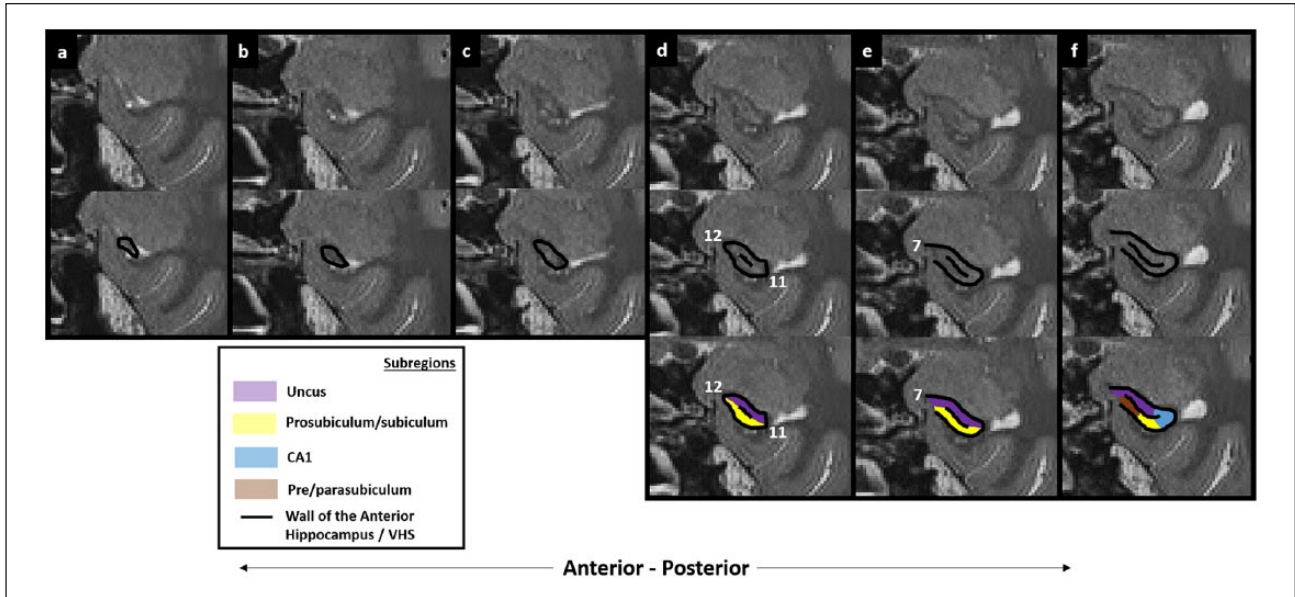 a b c d e f
12 7
11
12 7
11
Subregions
Uncus
Prosubiculum/subiculum
CA1
Pre/parasubiculum
Wall of the Anterior
Hippocampus / VHS
Anterior - Posterior